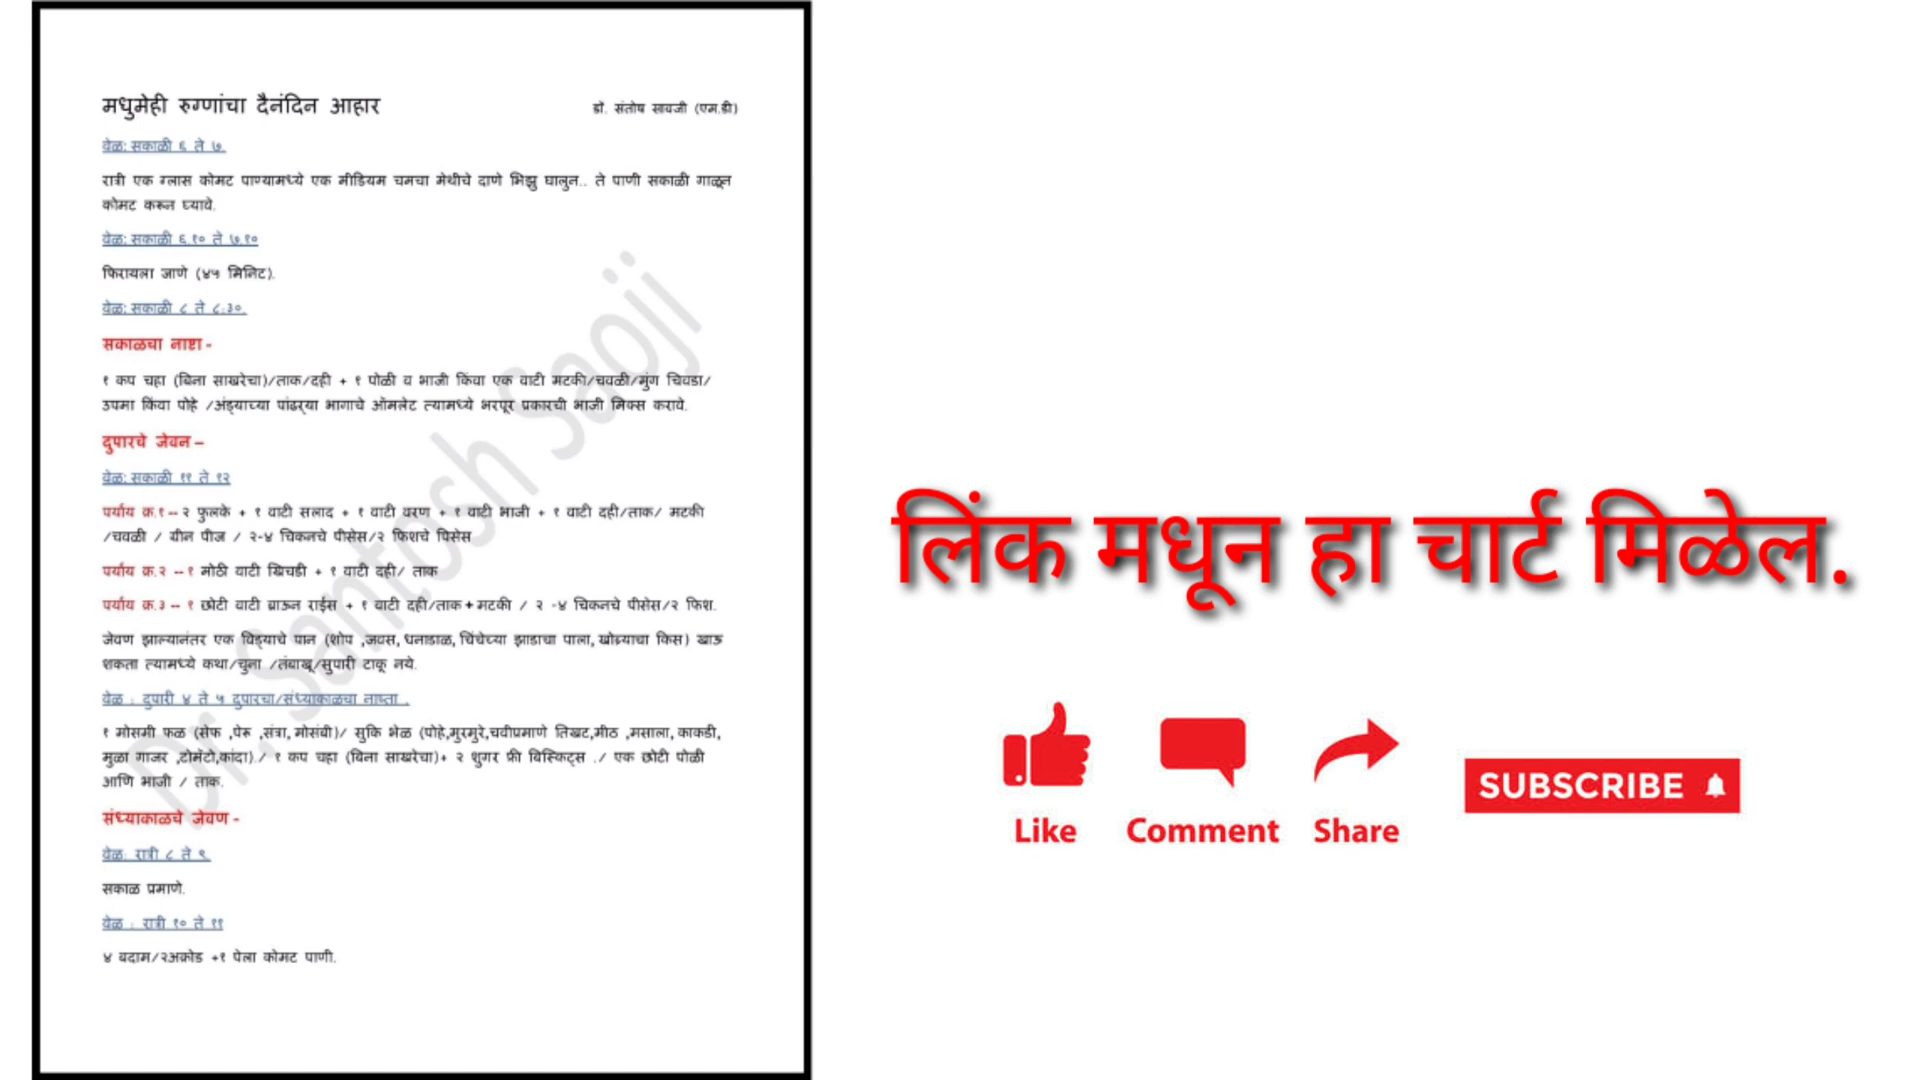 मधुमेही रुग्णांचा दैनंदिन आहार डॉ. संतोष सावजी (एम.डी)
वेळ: सकाळी ६ ते ७.
रात्री एक ग्लास कोमट पाण्यामध्ये एक मीडियम चमचा मेथीचे दाणे भिझु घालुन.. ते पाणी सकाळी गाळून
कोमट करून घ्यावे.
वेळ: सकाळी ६.१० ते ७.१०
फिरायला जाणे (४५ मिनिट).
वेळ: सकाळी ८ ते ८.३०.
सकाळचा नाष्टा -
१ कप चहा (बिना साखरेचा)/ताक/दही + १ पोळी व भाजी किंवा एक वाटी मटकी/चवळी/मुंग चिवडा/
उपमा किंवा पोहे /अंड्याच्या पांढऱ्या भागाचे ऑमलेट त्यामध्ये भरपूर प्रकारची भाजी मिक्स करावे.
दुपारचे जेवन –
वेळ: सकाळी ११ ते १२
पर्याय क्र.१ -- २ फुलके + १ वाटी सलाद + १ वाटी वरण + १ वाटी भाजी + १ वाटी दही/ताक/ मटकी
/चवळी / ग्रीन पीज / २-४ चिकनचे पीसेस/२ फिशचे पिसेस
पर्याय क्र.२ -- १ मोठी वाटी खिचडी + १ वाटी दही/ ताक
पर्याय क्र.३ -- १ छोटी वाटी ब्राऊन राईस + १ वाटी दही/ताक+मटकी / २ -४ चिकनचे पीसेस/२ फिश.
जेवण झाल्यानंतर एक विड्याचे पान (शोप ,जवस, धनाडाळ, चिंचेच्या झाडाचा पाला, खोब्र्याचा किस) खाऊ
शकता त्यामध्ये कथा/चुना /तंबाखू/सुपारी टाकू नये.
वेळ : दुपारी ४ ते ५ दुपारचा/संध्याकाळचा नाष्ता .
१ मोसमी फळ (सेफ ,पेरू ,संत्रा, मोसंबी)/ सुकि भेळ (पोहे,मुरमुरे,चवीप्रमाणे तिखट,मीठ ,मसाला, काकडी,
मुळा गाजर ,टोमॅटो,कांदा)./ १ कप चहा (बिना साखरेचा)+ २ शुगर फ्री बिस्किट्स ./ एक छोटी पोळी
आणि भाजी / ताक.
संध्याकाळचे जेवण -
वेळ: रात्री ८ ते ९.
सकाळ प्रमाणे.
वेळ : रात्री १० ते ११
४ बदाम/२अक्रोड +१ पेला कोमट पाणी.
Dr. Santosh Saoji
लिंक मधून हा चार्ट मिळेल.
Like Comment Share SUBSCRIBE